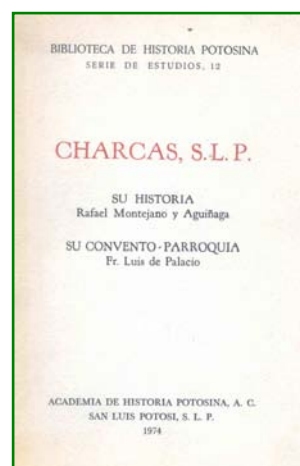 BIBLIOTECA DE HISTORIA POTOSINA
SERIE DE ESTUDIOS, 12
CHARCAS, S.L.P.
SU HISTORIA
Rafael Montejano y Aguiñaga
SU CONVENTO-PARROQUIA
Fr. Luis de Palacio
ACADEMIA DE HISTORIA POTOSINA, A. C.
SAN LUIS POTOSI, S. L. P.
1974